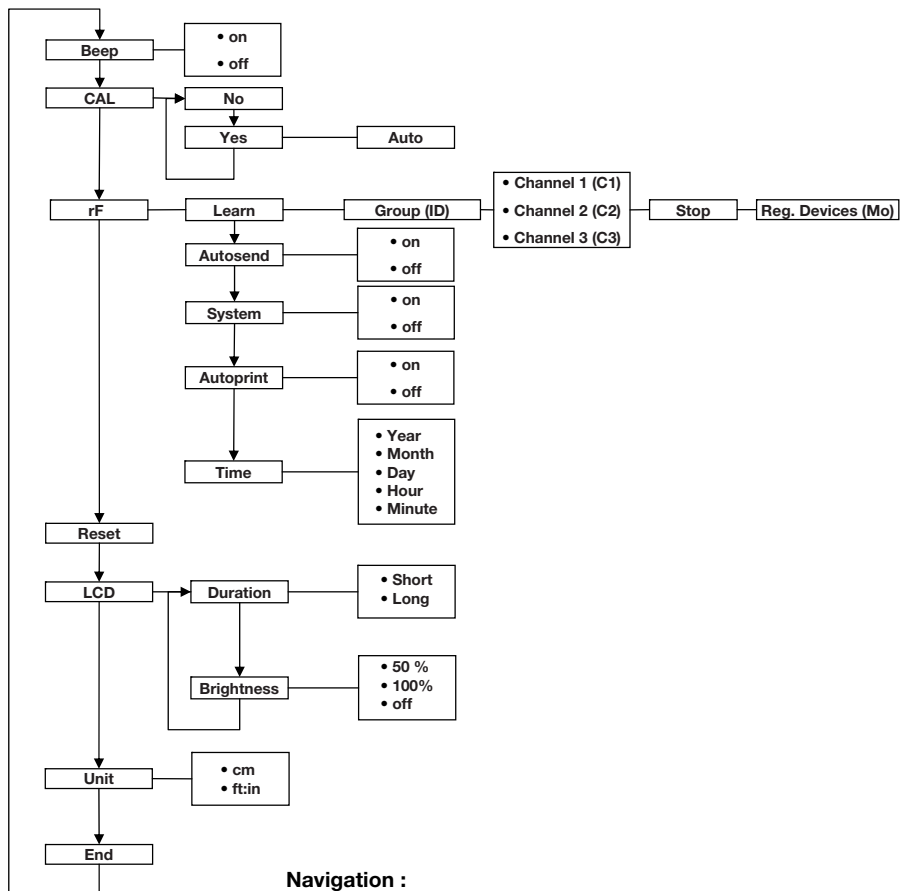 Beep
• on
• off
CAL
No
Yes
Auto
rF
Learn
Group (ID)
• Channel 1 (C1)
• Channel 2 (C2)
• Channel 3 (C3)
Stop
Reg. Devices (Mo)
Autosend
• on
• off
System
• on
• off
Autoprint
• on
• off
Time
• Year
• Month
• Day
• Hour
• Minute
Reset
LCD
Duration
• Short
• Long
Brightness
• 50 %
• 100%
• off
Unit
• cm
• ft:in
End
Navigation :